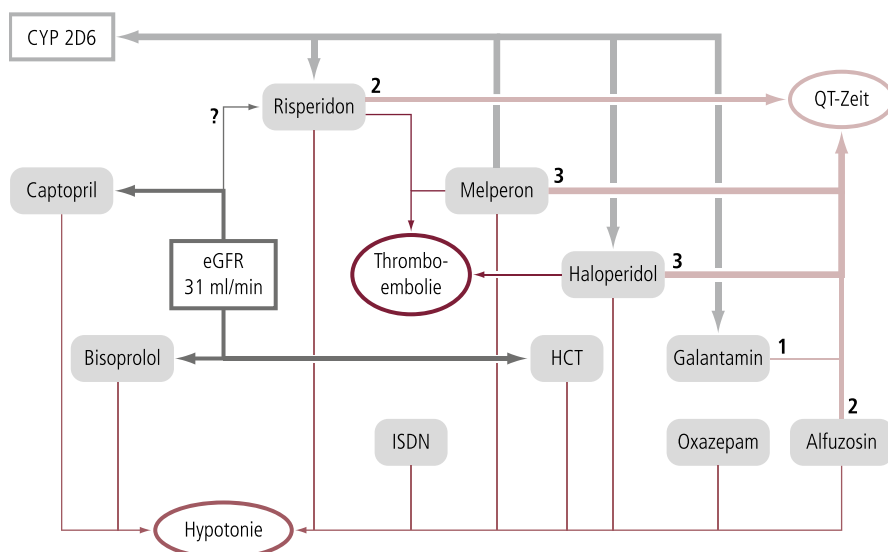 CYP 2D6
2
Risperidon
QT-Zeit
?
3
Captopril
Melperon
eGFR
31 ml/min
Thrombo-
embolie
3
Haloperidol
1
Bisoprolol
HCT
Galantamin
2
ISDN
Oxazepam
Alfuzosin
Hypotonie